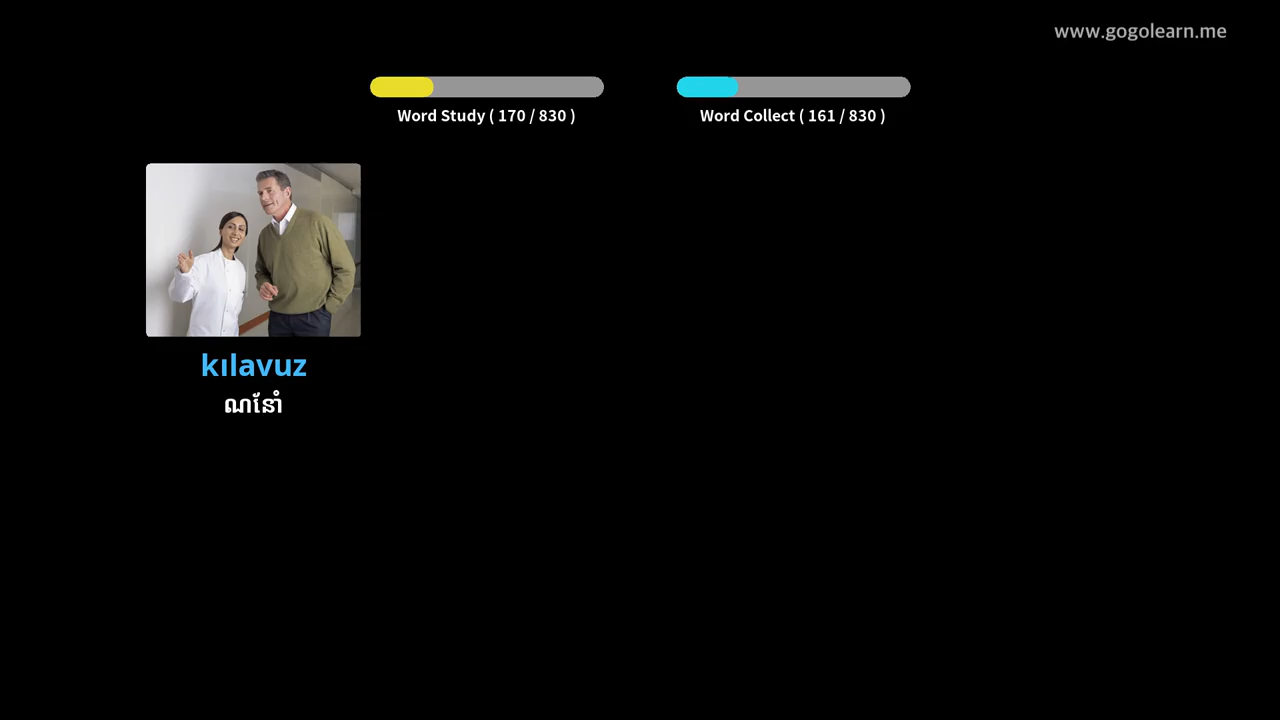 www.gogolearn.me
Word Study ( 170 / 830 )
Word Collect ( 161 / 830 )
kılavuz
ណែនាំ